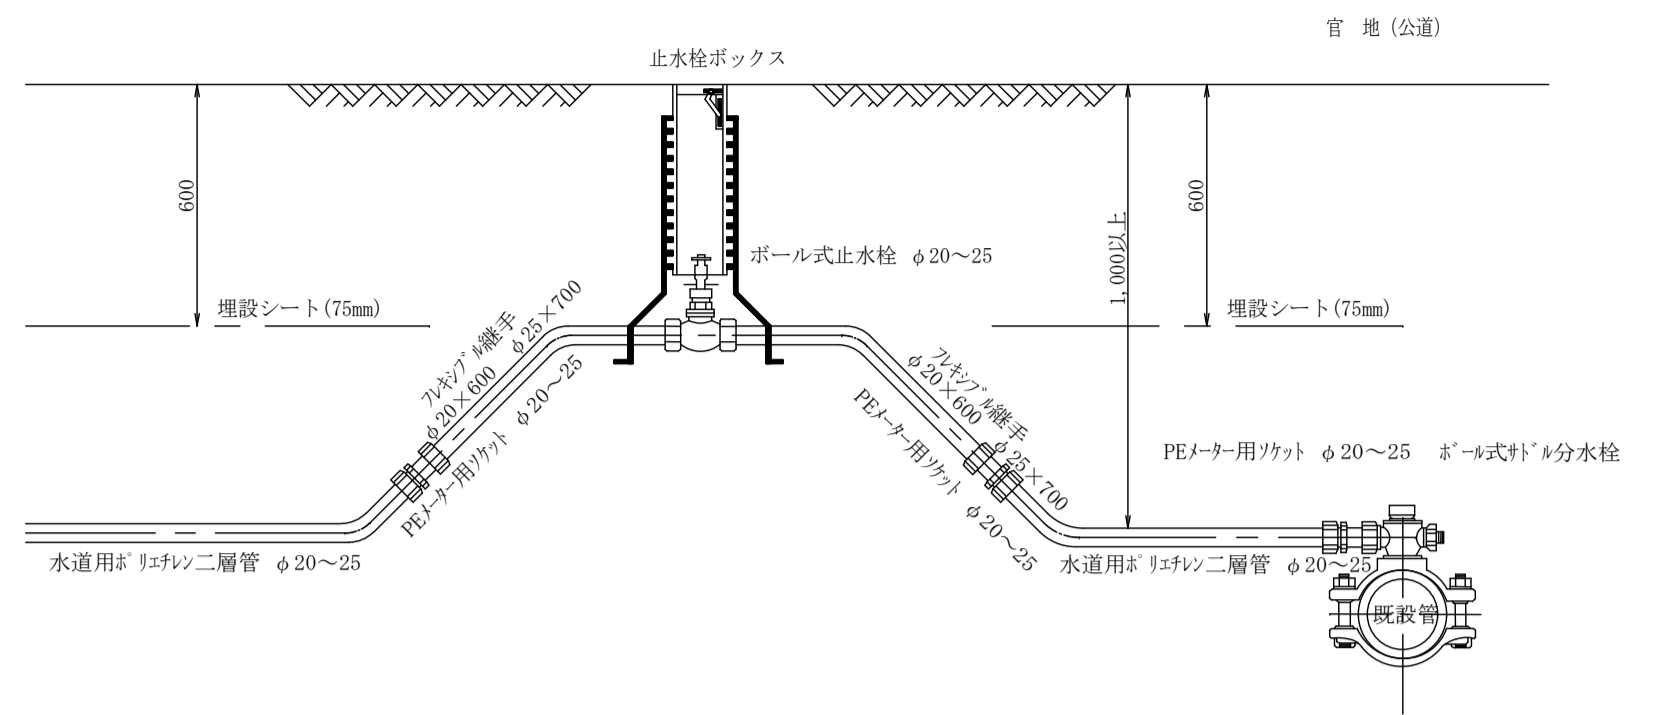 官　地 (公道)
止水栓ボックス
600
600
1,000以上
ボール式止水栓　φ20～25
埋設シート(75mm)
埋設シート(75mm)
ﾌﾚｷｼﾌﾞﾙ継手
φ20×600　φ25×700
PEﾒｰﾀｰ用ｿｹｯﾄ　φ20～25
ﾌﾚｷｼﾌﾞﾙ継手
φ20×600　φ25×700
PEﾒｰﾀｰ用ｿｹｯﾄ　φ20～25
PEﾒｰﾀｰ用ｿｹｯﾄ　φ20～25　ﾎﾞｰﾙ式ｻﾄﾞﾙ分水栓
水道用ﾎﾟﾘｴﾁﾚﾝ二層管　φ20～25
水道用ﾎﾟﾘｴﾁﾚﾝ二層管　φ20～25
既設管